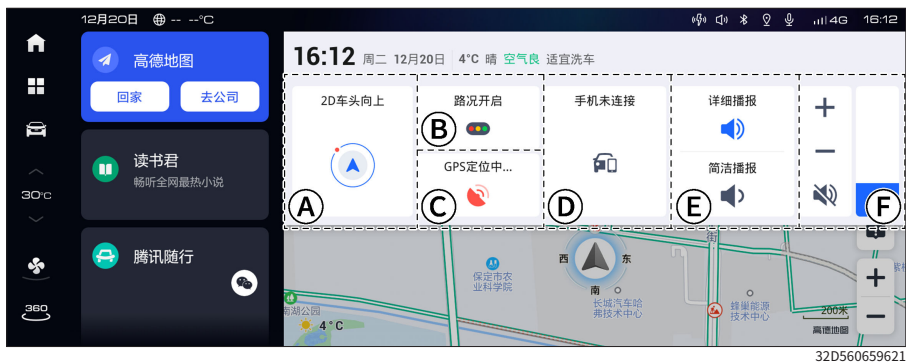 12月20日 -- --°C
4G 16:12
高德地图
回家 去公司
读书君
畅听全网最热小说
腾讯随行
30°C
360
16:12 周二 12月20日 4°C 晴 空气良 适宜洗车
2D车头向上
A
路况开启
B
GPS定位中...
C
手机未连接
D
详细播报
简洁播报
E
F
街
西 东
南
保定市农
业科学院
长城汽车哈
弗技术中心
蜂巢能源
技术中心
南湖公园
4°C
200米
高德地图
32D560659621